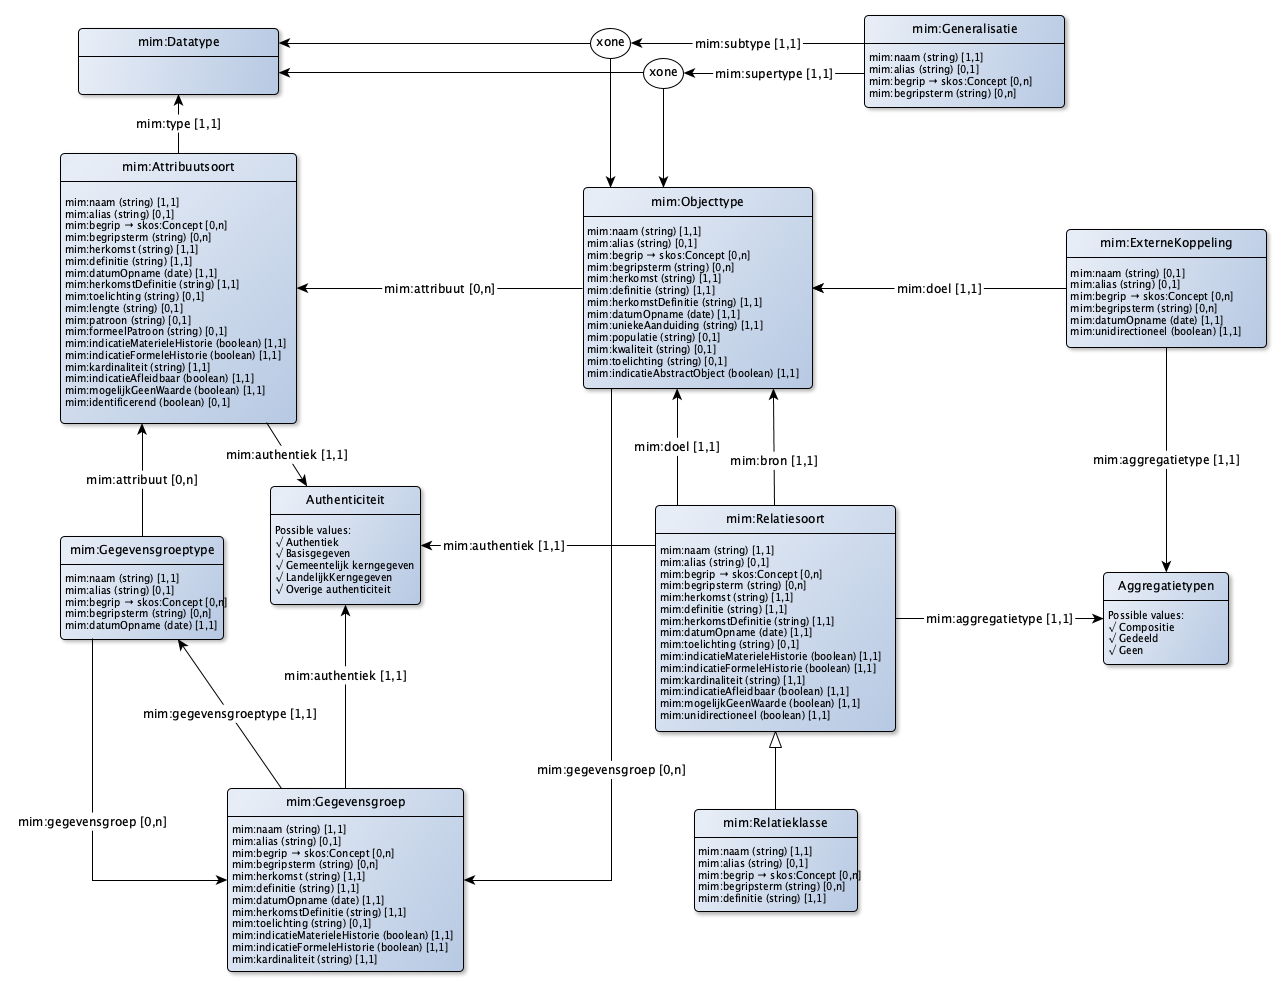 mim:Datatype
xone
mim:subtype [1,1]
xone
mim:supertype [1,1]
mim:Generalisatie
mim:naam (string) [1,1]
mim:alias (string) [0,1]
mim:begrip → skos:Concept [0,n]
mim:begripsterm (string) [0,n]
mim:type [1,1]
mim:Attribuutsoort
mim:naam (string) [1,1]
mim:alias (string) [0,1]
mim:begrip → skos:Concept [0,n]
mim:begripsterm (string) [0,n]
mim:herkomst (string) [1,1]
mim:definitie (string) [1,1]
mim:datumOpname (date) [1,1]
mim:herkomstDefinitie (string) [1,1]
mim:toelichting (string) [0,1]
mim:lengte (string) [0,1]
mim:patroon (string) [0,1]
mim:formeelPatroon (string) [0,1]
mim:indicatieMaterieleHistorie (boolean) [1,1]
mim:indicatieFormeleHistorie (boolean) [1,1]
mim:kardinaliteit (string) [1,1]
mim:indicatieAfleidbaar (boolean) [1,1]
mim:mogelijkGeenWaarde (boolean) [1,1]
mim:identificerend (boolean) [0,1]
mim:attribuut [0,n]
mim:Objecttype
mim:naam (string) [1,1]
mim:alias (string) [0,1]
mim:begrip → skos:Concept [0,n]
mim:begripsterm (string) [0,n]
mim:herkomst (string) [1,1]
mim:definitie (string) [1,1]
mim:herkomstDefinitie (string) [1,1]
mim:datumOpname (date) [1,1]
mim:uniekeAanduiding (string) [1,1]
mim:populatie (string) [0,1]
mim:kwaliteit (string) [0,1]
mim:toelichting (string) [0,1]
mim:indicatieAbstractObject (boolean) [1,1]
mim:doel [1,1]
mim:ExterneKoppeling
mim:naam (string) [0,1]
mim:alias (string) [0,1]
mim:begrip → skos:Concept [0,n]
mim:begripsterm (string) [0,n]
mim:datumOpname (date) [1,1]
mim:unidirectioneel (boolean) [1,1]
mim:authentiek [1,1]
mim:doel [1,1]
mim:bron [1,1]
mim:aggregatietype [1,1]
mim:attribuut [0,n]
Authenticiteit
Possible values:
√ Authentiek
√ Basisgegeven
√ Gemeentelijk kerngegeven
√ LandelijkKerngegeven
√ Overige authenticiteit
mim:authentiek [1,1]
mim:Relatiesoort
mim:naam (string) [1,1]
mim:alias (string) [0,1]
mim:begrip → skos:Concept [0,n]
mim:begripsterm (string) [0,n]
mim:herkomst (string) [1,1]
mim:definitie (string) [1,1]
mim:herkomstDefinitie (string) [1,1]
mim:datumOpname (date) [1,1]
mim:toelichting (string) [0,1]
mim:indicatieMaterieleHistorie (boolean) [1,1]
mim:indicatieFormeleHistorie (boolean) [1,1]
mim:kardinaliteit (string) [1,1]
mim:indicatieAfleidbaar (boolean) [1,1]
mim:mogelijkGeenWaarde (boolean) [1,1]
mim:unidirectioneel (boolean) [1,1]
mim:aggregatietype [1,1]
Aggregatietypen
Possible values:
√ Compositie
√ Gedeeld
√ Geen
mim:Gegevensgroeptype
mim:naam (string) [1,1]
mim:alias (string) [0,1]
mim:begrip → skos:Concept [0,n]
mim:begripsterm (string) [0,n]
mim:datumOpname (date) [1,1]
mim:authentiek [1,1]
mim:gegevensgroeptype [1,1]
mim:gegevensgroep [0,n]
mim:gegevensgroep [0,n]
mim:Gegevensgroep
mim:naam (string) [1,1]
mim:alias (string) [0,1]
mim:begrip → skos:Concept [0,n]
mim:begripsterm (string) [0,n]
mim:herkomst (string) [1,1]
mim:definitie (string) [1,1]
mim:datumOpname (date) [1,1]
mim:herkomstDefinitie (string) [1,1]
mim:toelichting (string) [0,1]
mim:indicatieMaterieleHistorie (boolean) [1,1]
mim:indicatieFormeleHistorie (boolean) [1,1]
mim:kardinaliteit (string) [1,1]
mim:Relatieklasse
mim:naam (string) [1,1]
mim:alias (string) [0,1]
mim:begrip → skos:Concept [0,n]
mim:begripsterm (string) [0,n]
mim:definitie (string) [1,1]